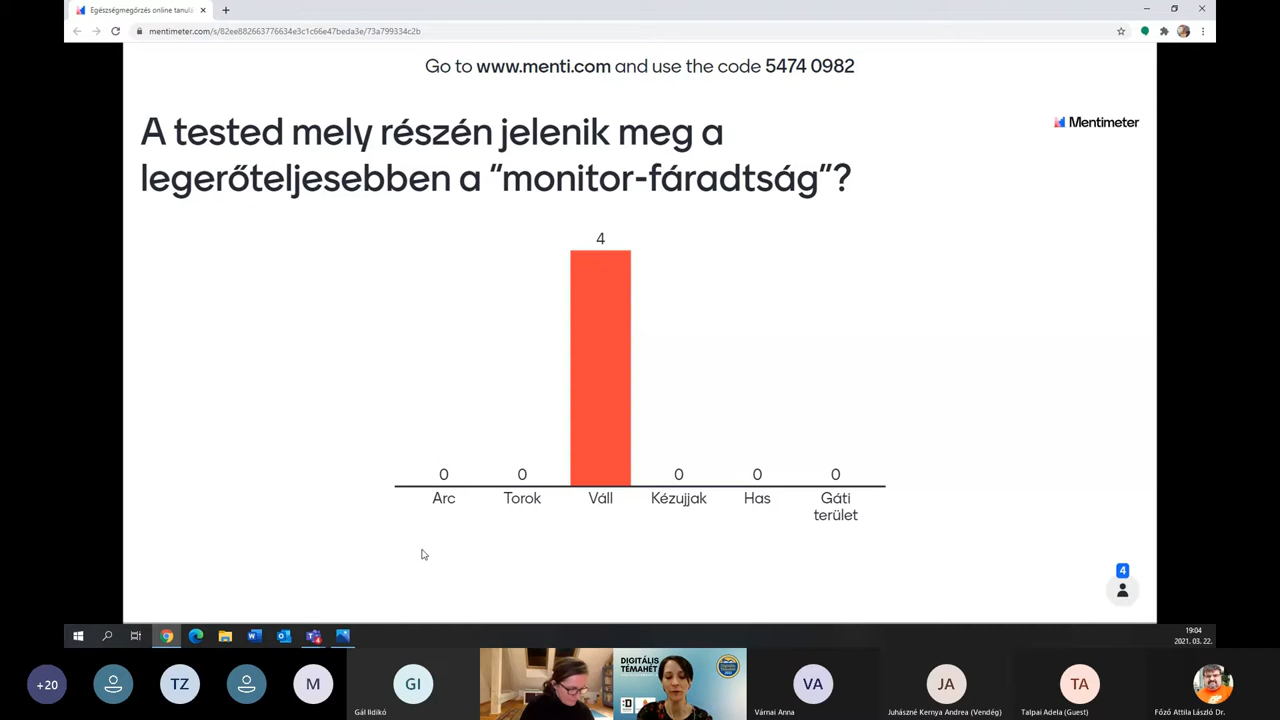 Egészségmegőrzés online tanulá
mentimeter.com/s/82ee882663776634e3c1c66e47beda3e/73a799334c2b
Go to www.menti.com and use the code 5474 0982
Mentimeter
A tested mely részén jelenik meg a
legerőteljesebben a “monitor-fáradtság”?
4
0 0 0 0 0
Arc Torok Váll Kézujjak Has Gáti
terület
4
19:04
2021. 03. 22.
+20 TZ M GI VA JA TA
DIGITÁLIS
TÉMAHÉT
:D
Gál Ildikó Várnai Anna Juhászné Kernya Andrea (Vendég) Talpai Adela (Guest) Főző Attila László Dr.